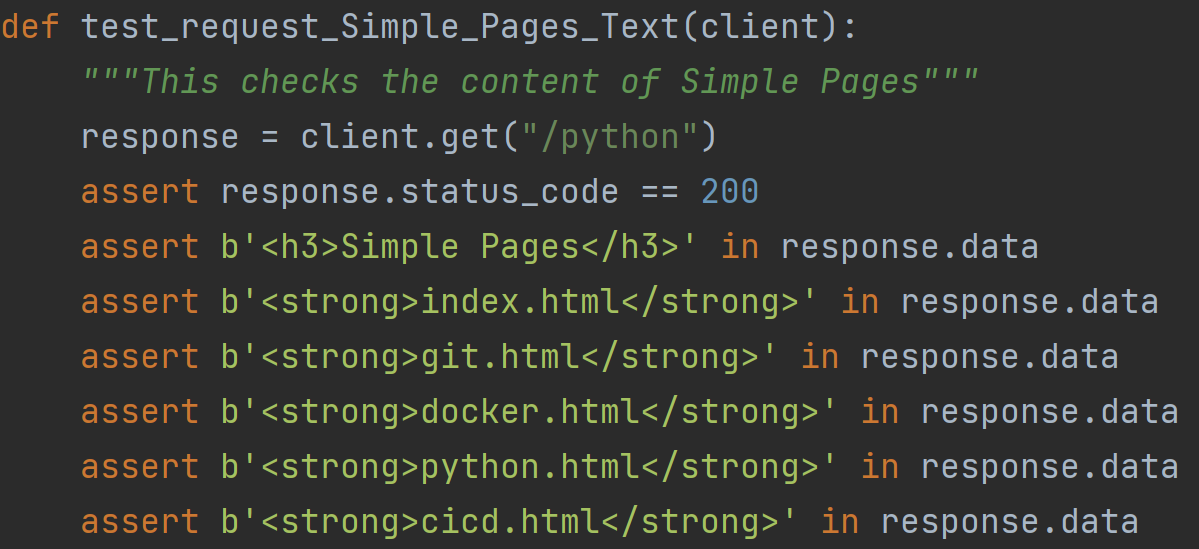 def test_request_Simple_Pages_Text(client):
    """This checks the content of Simple Pages"""
    response = client.get("/python")
    assert response.status_code == 200
    assert b'<h3>Simple Pages</h3>' in response.data
    assert b'<strong>index.html</strong>' in response.data
    assert b'<strong>git.html</strong>' in response.data
    assert b'<strong>docker.html</strong>' in response.data
    assert b'<strong>python.html</strong>' in response.data
    assert b'<strong>cicd.html</strong>' in response.data